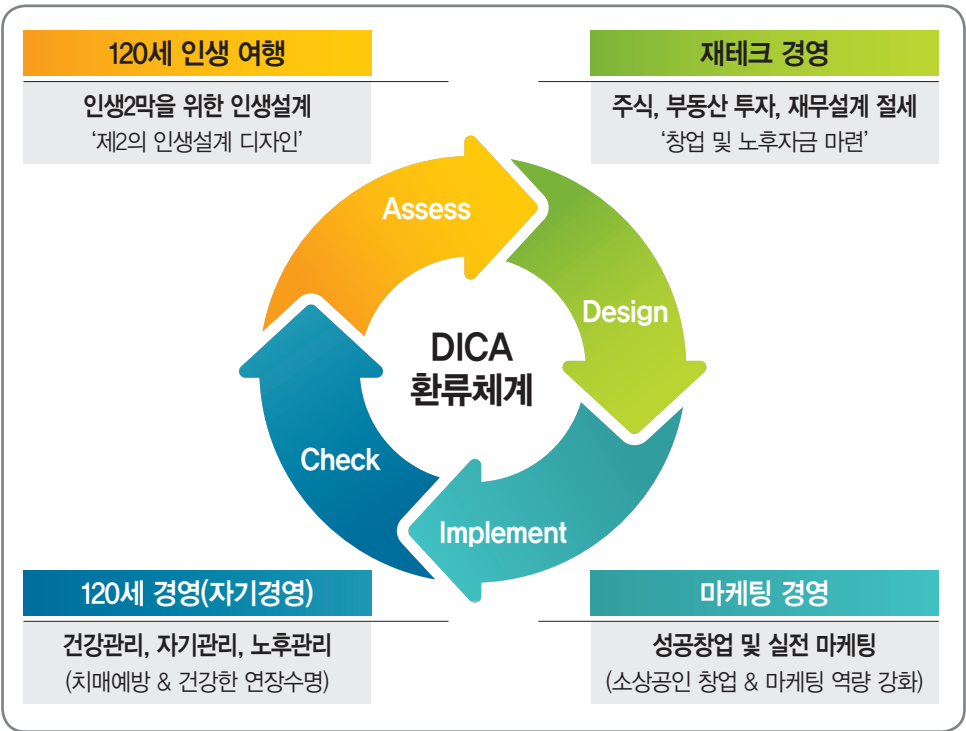 120세 인생 여행
인생2막을 위한 인생설계
‘제2의 인생설계 디자인’
재테크 경영
주식, 부동산 투자, 재무설계 절세
‘창업 및 노후자금 마련’
Assess
Design
DICA
환류체계
Check
Implement
120세 경영(자기경영)
건강관리, 자기관리, 노후관리
(치매예방 & 건강한 연장수명)
마케팅 경영
성공창업 및 실전 마케팅
(소상공인 창업 & 마케팅 역량 강화)